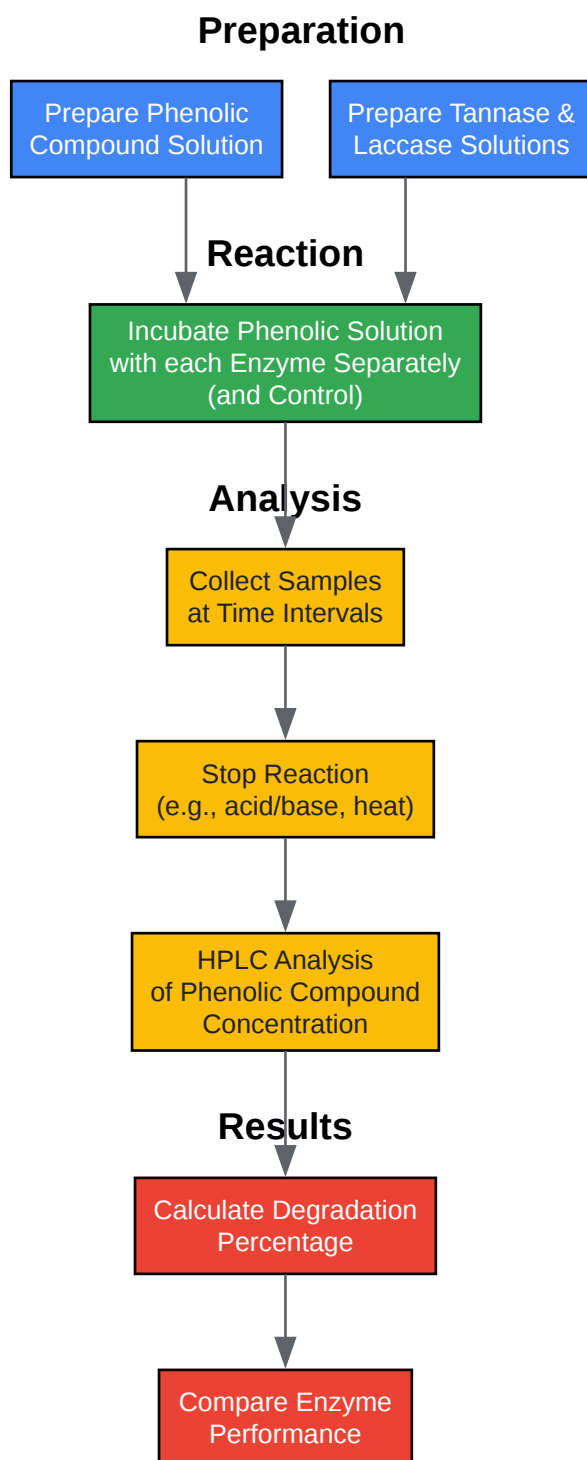 Preparation
Prepare Phenolic
Compound Solution
Prepare Tannase &
Laccase Solutions
Reaction
Incubate Phenolic Solution
with each Enzyme Separately
(and Control)
Analysis
Collect Samples
at Time Intervals
Stop Reaction
(e.g., acid/base, heat)
HPLC Analysis
of Phenolic Compound
Concentration
Results
Calculate Degradation
Percentage
Compare Enzyme
Performance